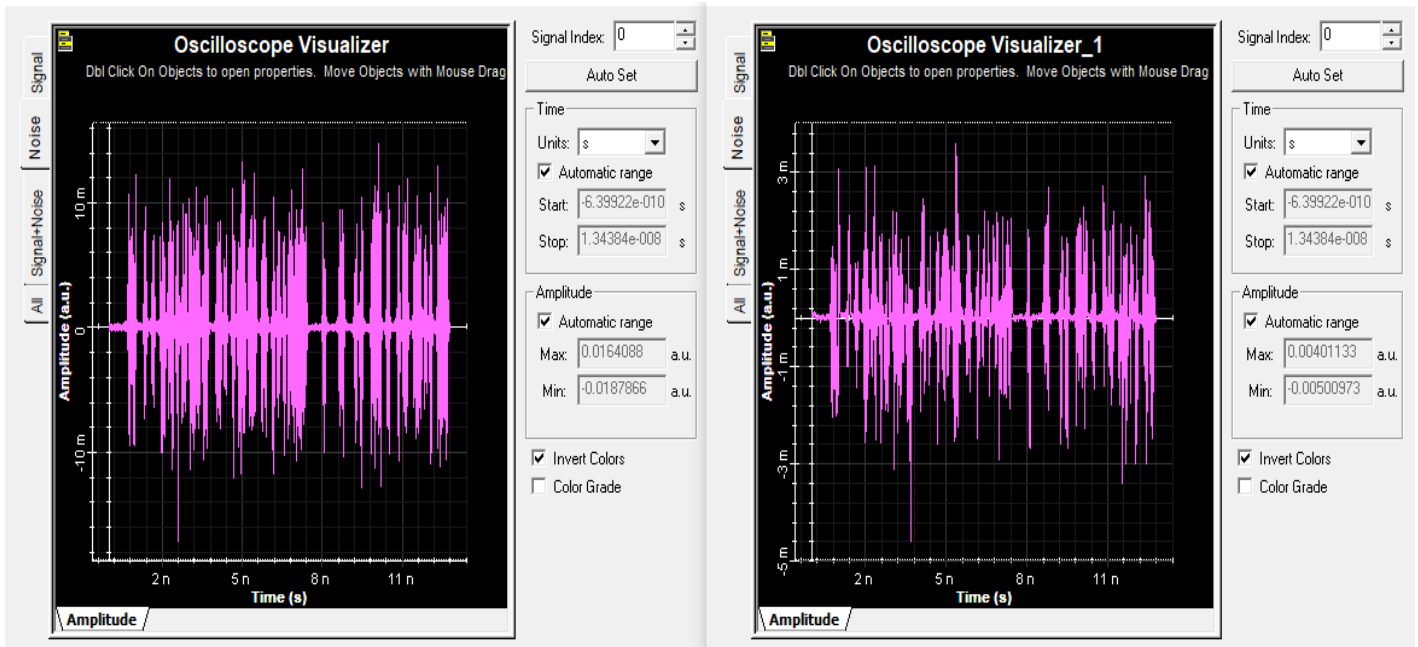 Oscilloscope Visualizer
Dbl Click On Objects to open properties. Move Objects with Mouse Drag
Signal
Noise
Signal+Noise
All
Amplitude (a.u.)
10 m
0
-10 m
2 n 5 n 8 n 11 n
Time (s)
Amplitude
Signal Index: 0
Auto Set
Time
Units: s
Automatic range
Start: -6.39922e-010 s
Stop: 1.34384e-008 s
Amplitude
Automatic range
Max: 0.0164088 a.u.
Min: -0.0187866 a.u.
Invert Colors
Color Grade
Oscilloscope Visualizer_1
Dbl Click On Objects to open properties. Move Objects with Mouse Drag
Signal
Noise
Signal+Noise
All
Amplitude (a.u.)
3 m
1 m
-1 m
-3 m
-5 m
2 n 5 n 8 n 11 n
Time (s)
Amplitude
Signal Index: 0
Auto Set
Time
Units: s
Automatic range
Start: -6.39922e-010 s
Stop: 1.34384e-008 s
Amplitude
Automatic range
Max: 0.00401133 a.u.
Min: -0.00500973 a.u.
Invert Colors
Color Grade